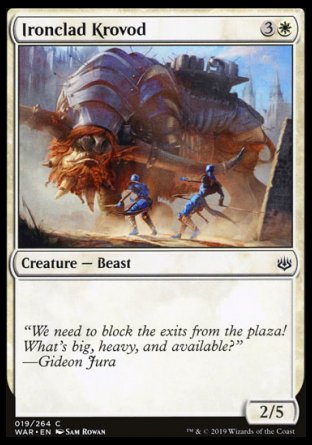 Ironclad Krovod 3
Creature — Beast
“We need to block the exits from the plaza!
What’s big, heavy, and available?”
—Gideon Jura
2/5
019/264 C
WAR • EN Sam Rowan ™ & © 2019 Wizards of the Coast